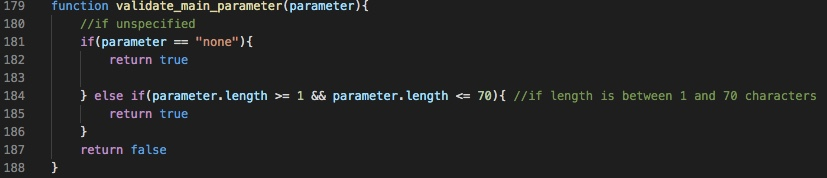 179 function validate_main_parameter(parameter){
180 //if unspecified
181 if(parameter == "none"){
182 return true
183
184 } else if(parameter.length >= 1 && parameter.length <= 70){ //if length is between 1 and 70 characters
185 return true
186 }
187 return false
188 }